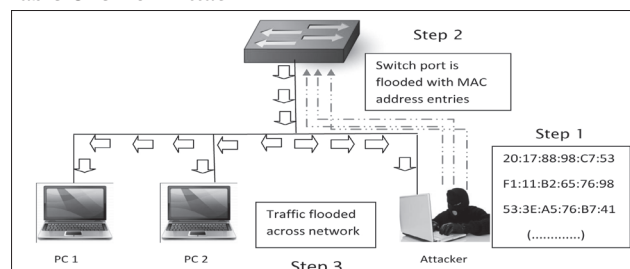 Step 2
Switch port is
flooded with MAC
address entries
Step 1
20:17:88:98:C7:53
F1:11:B2:65:76:98
53:3E:A5:76:B7:41
(.............)
Traffic flooded
across network
PC 1
PC 2
Step 3
Attacker